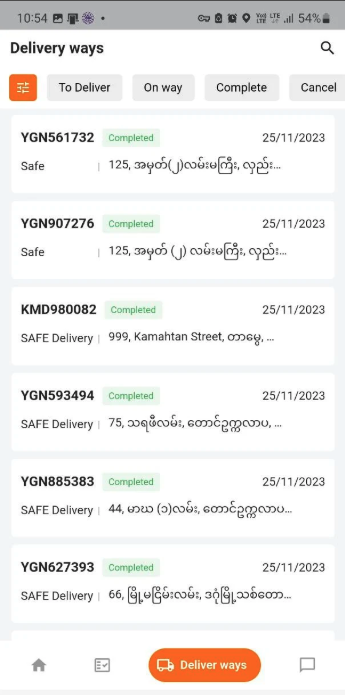 10:54 54%
Delivery ways
To Deliver On way Complete Cancel
YGN561732 Completed 25/11/2023
Safe | 125, အမှတ်(၂)လမ်းမကြီး, လှည်း...
YGN907276 Completed 25/11/2023
Safe | 125, အမှတ် (၂) လမ်းမကြီး, လှည်း...
KMD980082 Completed 25/11/2023
SAFE Delivery | 999, Kamahtan Street, တာမွေ, ...
YGN593494 Completed 25/11/2023
SAFE Delivery | 75, သရဖီလမ်း, တောင်ဥက္ကလာပ, ...
YGN885383 Completed 25/11/2023
SAFE Delivery | 44, မာဃ (၁)လမ်း, တောင်ဥက္ကလာပ...
YGN627393 Completed 25/11/2023
SAFE Delivery | 66, မြို့မငြိမ်းလမ်း, ဒဂုံမြို့သစ်တော...
Deliver ways